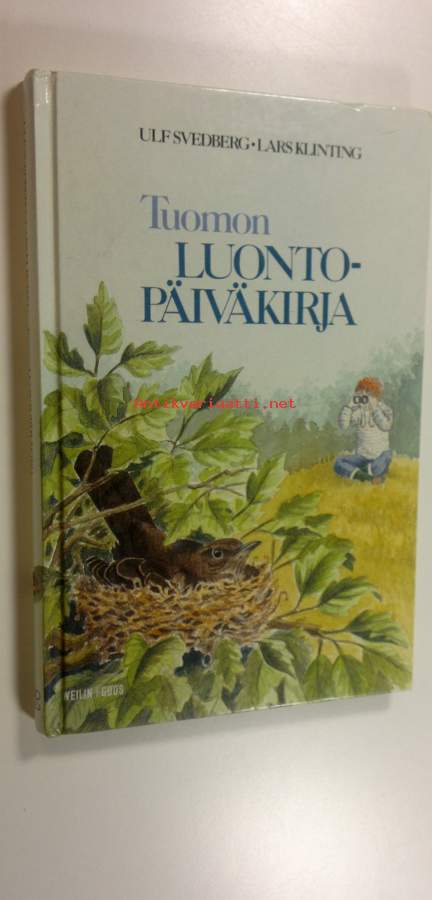 ULF SVEDBERG • LARS KLINTING
Tuomon
LUONTO-
PÄIVÄKIRJA
Antikvariaatti.net
WEILIN+GÖÖS